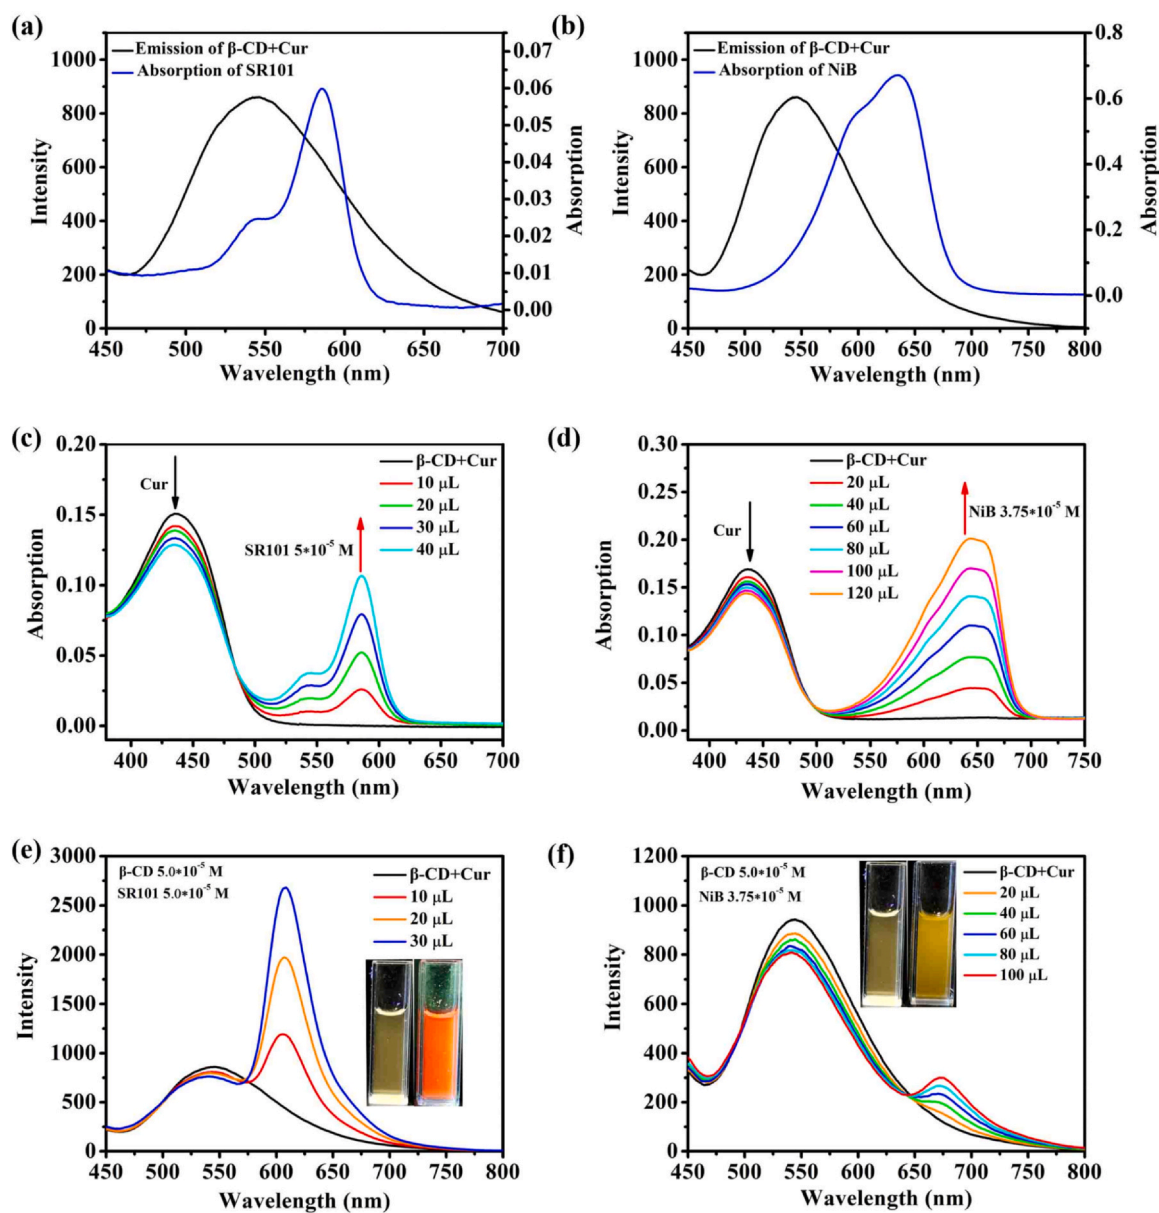 (a)
Emission of β-CD+Cur
Absorption of SR101
1000
800
600
400
200
0
Intensity
0.07
0.06
0.05
0.04
0.03
0.02
0.01
0.00
Absorption
450 500 550 600 650 700
Wavelength (nm)
(b)
Emission of β-CD+Cur
Absorption of NiB
1000
800
600
400
200
0
Intensity
0.8
0.6
0.4
0.2
0.0
Absorption
450 500 550 600 650 700 750 800
Wavelength (nm)
(c)
0.20
0.15
0.10
0.05
0.00
Absorption
Cur
β-CD+Cur
10 μL
20 μL
30 μL
40 μL
SR101 5*10⁻⁵ M
400 450 500 550 600 650 700
Wavelength (nm)
(d)
0.30
0.25
0.20
0.15
0.10
0.05
0.00
Absorption
Cur
β-CD+Cur
20 μL
40 μL
60 μL
80 μL
100 μL
120 μL
NiB 3.75*10⁻⁵ M
400 450 500 550 600 650 700 750
Wavelength (nm)
(e)
3000
2500
2000
1500
1000
500
0
Intensity
β-CD 5.0*10⁻⁵ M
SR101 5.0*10⁻⁵ M
β-CD+Cur
10 μL
20 μL
30 μL
450 500 550 600 650 700 750 800
Wavelength (nm)
(f)
1200
1000
800
600
400
200
0
Intensity
β-CD 5.0*10⁻⁵ M
NiB 3.75*10⁻⁵ M
β-CD+Cur
20 μL
40 μL
60 μL
80 μL
100 μL
450 500 550 600 650 700 750 800
Wavelength (nm)